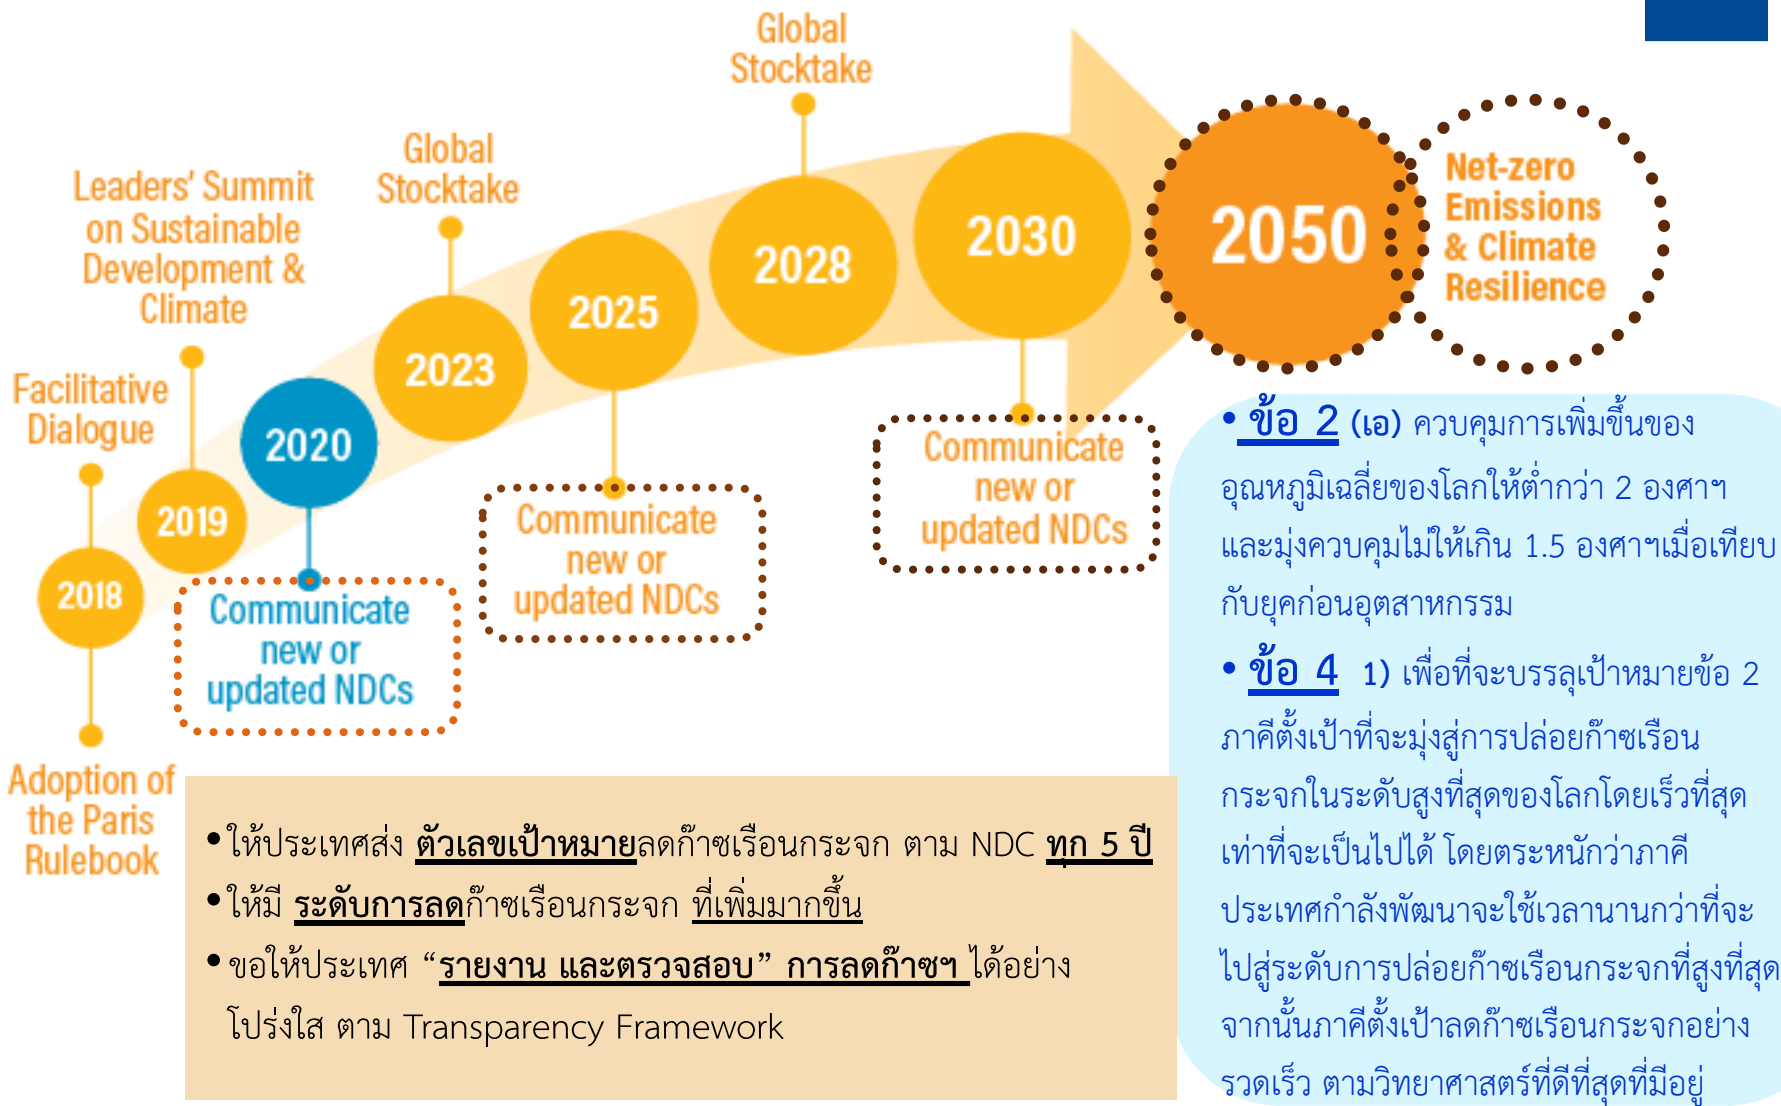 Global
Stocktake
Global
Stocktake
Leaders' Summit
on Sustainable
Development &
Climate
Facilitative
Dialogue
2018
2019
2020
2023
2025
2028
2030
2050
Net-zero
Emissions
& Climate
Resilience
Communicate
new or
updated NDCs
Communicate
new or
updated NDCs
Communicate
new or
updated NDCs
Adoption of
the Paris
Rulebook
• ให้ประเทศส่ง ตัวเลขเป้าหมายลดก๊าซเรือนกระจก ตาม NDC ทุก 5 ปี
• ให้มี ระดับการลดก๊าซเรือนกระจก ที่เพิ่มมากขึ้น
• ขอให้ประเทศ “รายงาน และตรวจสอบ” การลดก๊าซฯ ได้อย่าง
โปร่งใส ตาม Transparency Framework
• ข้อ 2 (เอ) ควบคุมการเพิ่มขึ้นของ
อุณหภูมิเฉลี่ยของโลกให้ต่ำกว่า 2 องศาฯ
และมุ่งควบคุมไม่ให้เกิน 1.5 องศาฯเมื่อเทียบ
กับยุคก่อนอุตสาหกรรม
• ข้อ 4 1) เพื่อที่จะบรรลุเป้าหมายข้อ 2
ภาคีตั้งเป้าที่จะมุ่งสู่การปล่อยก๊าซเรือน
กระจกในระดับสูงที่สุดของโลกโดยเร็วที่สุด
เท่าที่จะเป็นไปได้ โดยตระหนักว่าภาคี
ประเทศกำลังพัฒนาจะใช้เวลานานกว่าที่จะ
ไปสู่ระดับการปล่อยก๊าซเรือนกระจกที่สูงที่สุด
จากนั้นภาคีตั้งเป้าลดก๊าซเรือนกระจกอย่าง
รวดเร็ว ตามวิทยาศาสตร์ที่ดีที่สุดที่มีอยู่